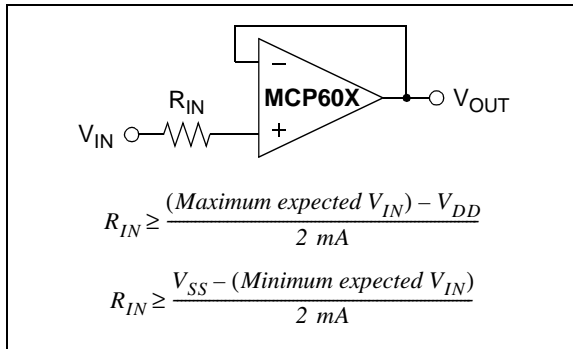 −
MCP60X
+
R_IN
V_IN
V_OUT
R_IN ≥ (Maximum expected V_IN) – V_DD / 2 mA
R_IN ≥ V_SS – (Minimum expected V_IN) / 2 mA